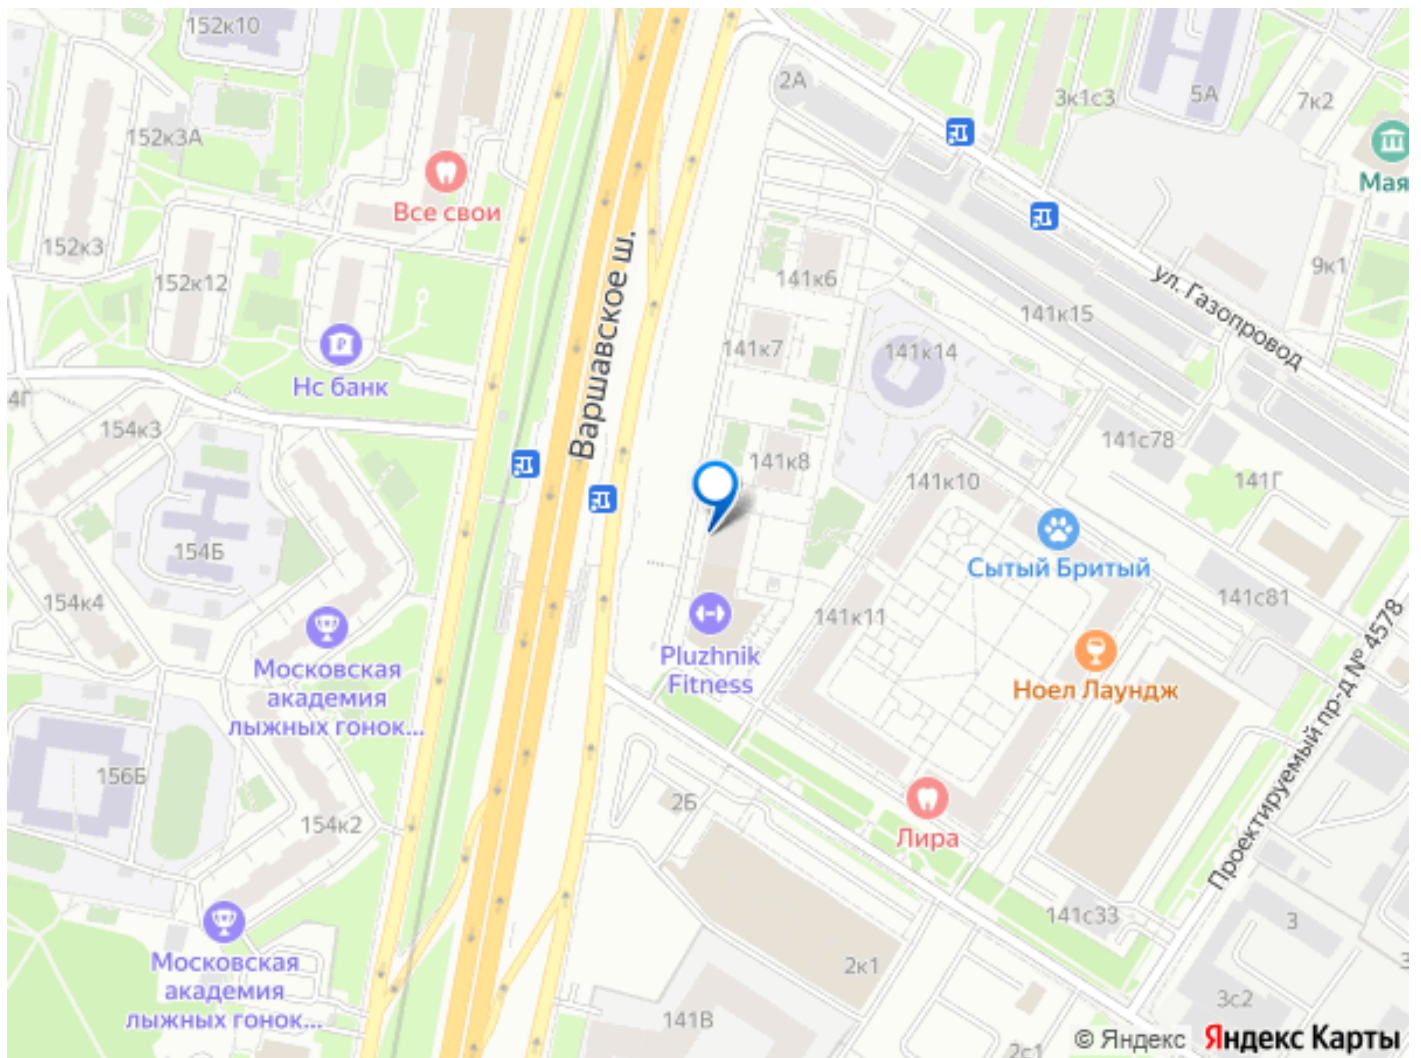 152к10
2А
3к1с3
5А
7к2
152к3А
Все свои
Мая
152к3
152к12
141к6
9к1
ул. Газопровод
Варшавское ш.
141к15
141к7
141к14
Нс банк
4Г
154к3
141с78
141к8
141к10
141Г
154Б
Сытый Бритый
154к4
141с81
141к11
Московская
академия
лыжных гонок...
Pluzhnik
Fitness
Ноел Лаундж
Проектируемый пр-д № 4578
156Б
154к2
2Б
Лира
141с33
3
Московская
академия
лыжных гонок...
2к1
3с2
141В
2с1
© Яндекс
Яндекс Карты